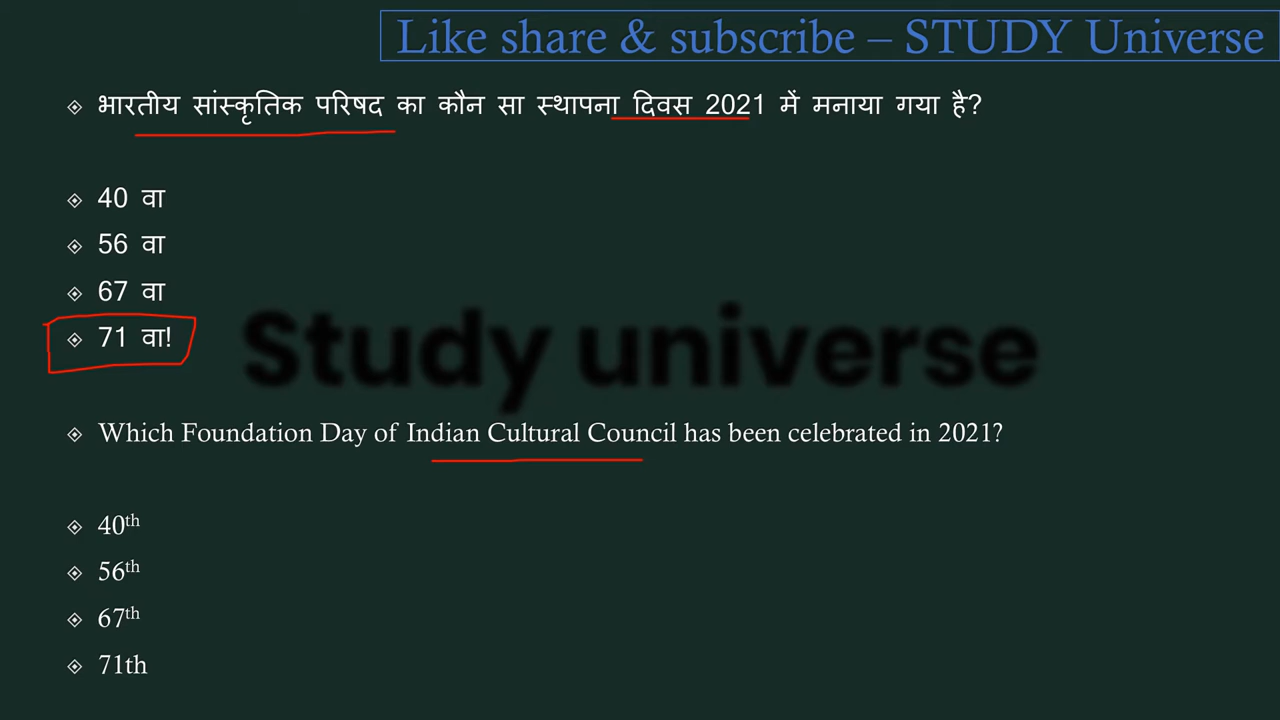 Like share & subscribe – STUDY Universe
भारतीय सांस्कृतिक परिषद का कौन सा स्थापना दिवस 2021 में मनाया गया है?
40 वा
56 वा
67 वा
71 वा!
Study universe
Which Foundation Day of Indian Cultural Council has been celebrated in 2021?
40th
56th
67th
71th